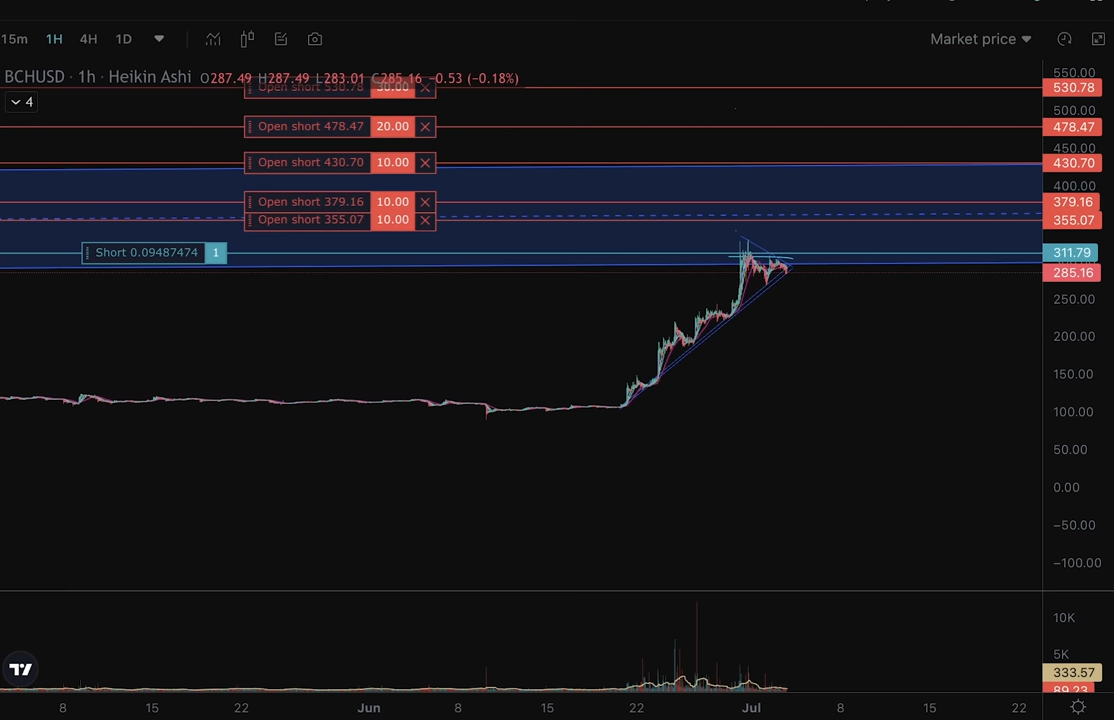 15m 1H 4H 1D Market price
BCHUSD · 1h · Heikin Ashi O287.49 H287.49 L283.01 C285.16 −0.53 (−0.18%)
4
Open short 530.78 30.00
Open short 478.47 20.00
Open short 430.70 10.00
Open short 379.16 10.00
Open short 355.07 10.00
Short 0.09487474 1
550.00
530.78
500.00
478.47
450.00
430.70
400.00
379.16
355.07
311.79
285.16
250.00
200.00
150.00
100.00
50.00
0.00
−50.00
−100.00
10K
5K
333.57
89.23
8 15 22 Jun 8 15 22 Jul 8 15 22